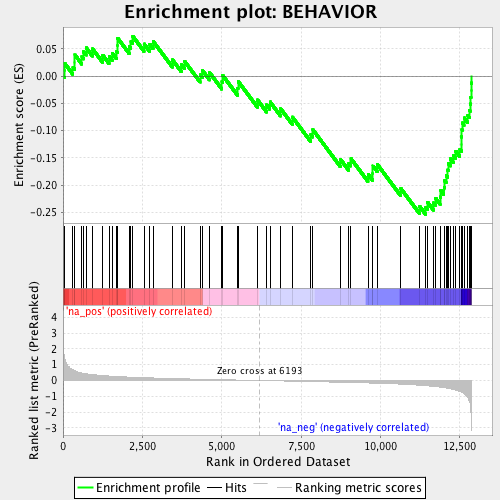 Enrichment plot: BEHAVIOR
Enrichment score (ES)
0.05
0.00
-0.05
-0.10
-0.15
-0.20
-0.25
'na_pos' (positively correlated)
Ranked list metric (PreRanked)
4
3
2
1
0
-1
-2
-3
Zero cross at 6193
'na_neg' (negatively correlated)
0
2,500
5,000
7,500
10,000
12,500
Rank in Ordered Dataset
Enrichment profile
Hits
Ranking metric scores